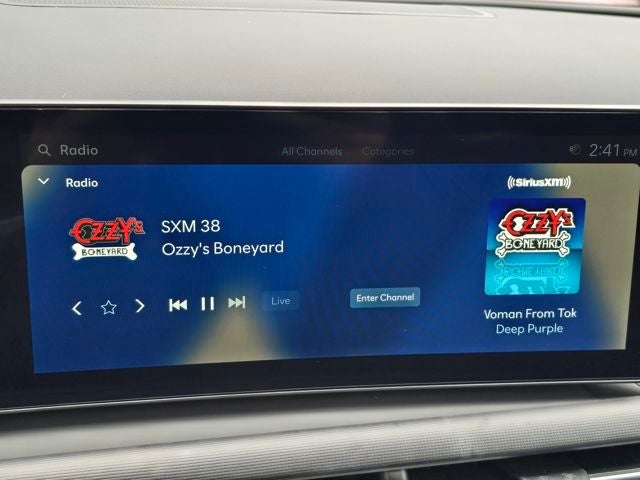 Radio
All Channels
Categories
2:41 PM
Radio
((SiriusXM))
OZZY's
BONEYARD
SXM 38
Ozzy's Boneyard
OZZY's
BONEYARD
Live
Enter Channel
Voman From Tok
Deep Purple